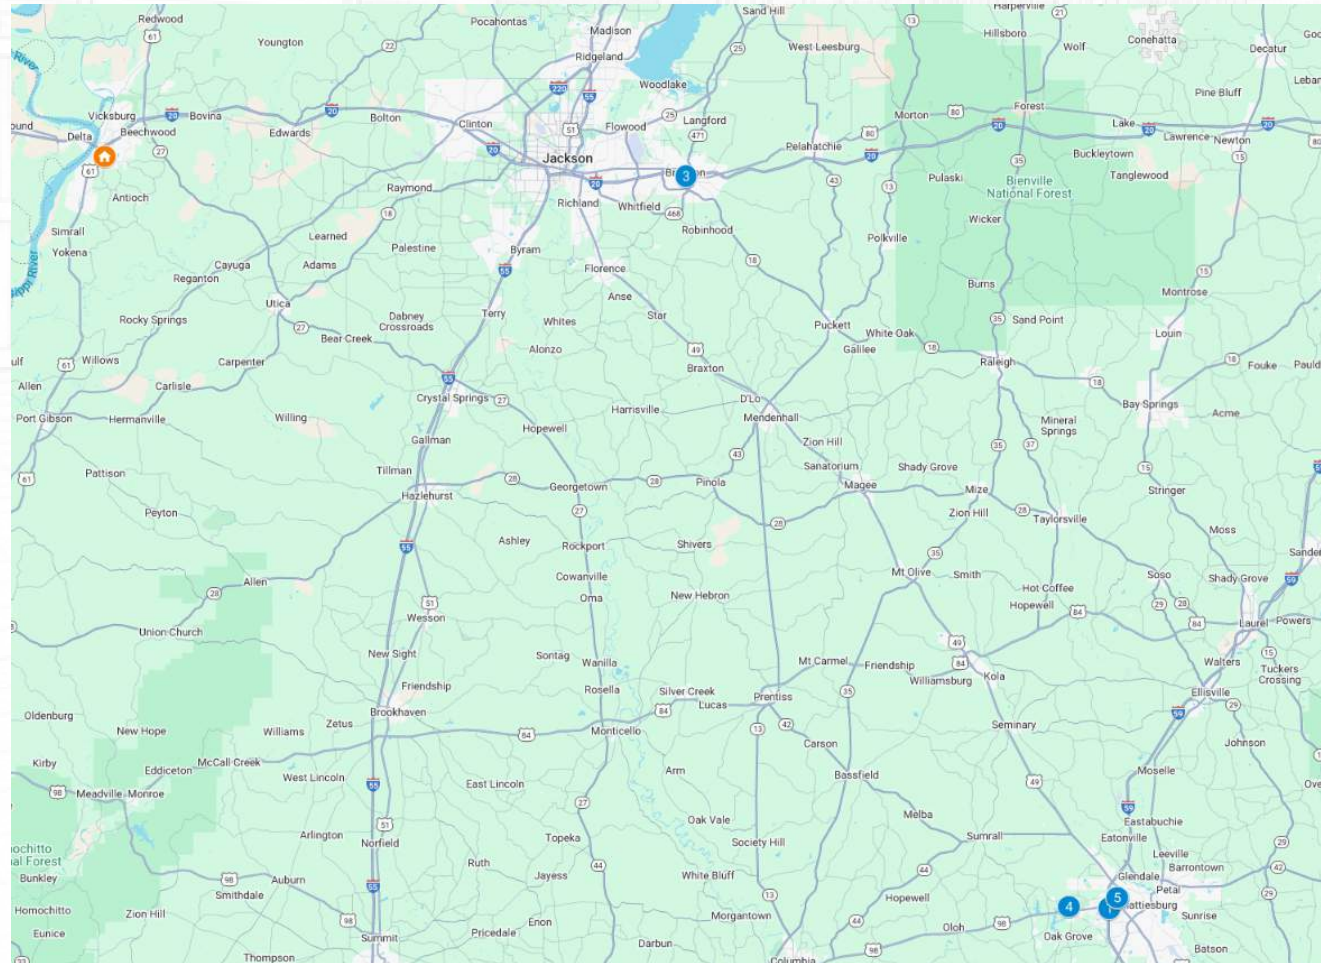 Redwood
Pocahontas
Sand Hill
Harperville
Madison
Hillsboro
Wolf
Conehatta
Youngton
Ridgeland
West Leesburg
Decatur
River
Woodlake
Leban
Pine Bluff
Vicksburg
Bovina
Bolton
Langford
Morton
Forest
Delta
Beechwood
Edwards
Clinton
Flowood
Lake
Lawrence
Newton
Jackson
Pelahatchie
Buckleytown
Raymond
3
Pulaski
Bienville
National Forest
Tanglewood
Antioch
Richland
Whitfield
Wicker
Simrall
Learned
Palestine
Robinhood
Polkville
Yokena
Byram
Cayuga
Adams
Florence
Reganton
Burns
Montrose
Utica
Anse
Rocky Springs
Dabney
Crossroads
Terry
Whites
Star
Puckett
White Oak
Sand Point
Louin
Bear Creek
Alonzo
Galilee
Raleigh
Willows
Carpenter
Braxton
Fouke
Pauld
Allen
Carlisle
Crystal Springs
D'Lo
Bay Springs
Acme
Port Gibson
Hermanville
Willing
Harrisville
Mendenhall
Mineral
Springs
Hopewell
Gallman
Zion Hill
Pattison
Tillman
Sanatorium
Shady Grove
Hazlehurst
Georgetown
Pinola
Magee
Mize
Stringer
Peyton
Zion Hill
Taylorsville
Moss
Ashley
Rockport
Shivers
Sander
Allen
Cowanville
Mt Olive
Smith
Soso
Shady Grove
Oma
New Hebron
Hot Coffee
Hopewell
Wesson
Union Church
Laurel
Powers
New Sight
Sontag
Wanilla
Mt Carmel
Friendship
Walters
Tuckers
Crossing
Williamsburg
Kola
Friendship
Rosella
Silver Creek
Lucas
Prentiss
Ellisville
Oldenburg
Brookhaven
Zetus
Seminary
New Hope
Williams
Monticello
Carson
Johnson
Kirby
McCall Creek
Eddiceton
West Lincoln
East Lincoln
Arm
Bassfield
Moselle
Meadville
Monroe
Oak Vale
Melba
Eastabuchie
Arlington
Norfield
Topeka
Society Hill
Sumrall
Eatonville
Leeville
Ruth
Barrontown
Bunkley
Auburn
Jayess
White Bluff
Glendale
Petal
Smithdale
Hopewell
4
5
Homochitto
Zion Hill
Enon
Morgantown
Sunrise
Eunice
Summit
Pricedale
Oloh
Oak Grove
Darbun
Batson
Thompson
Columbia